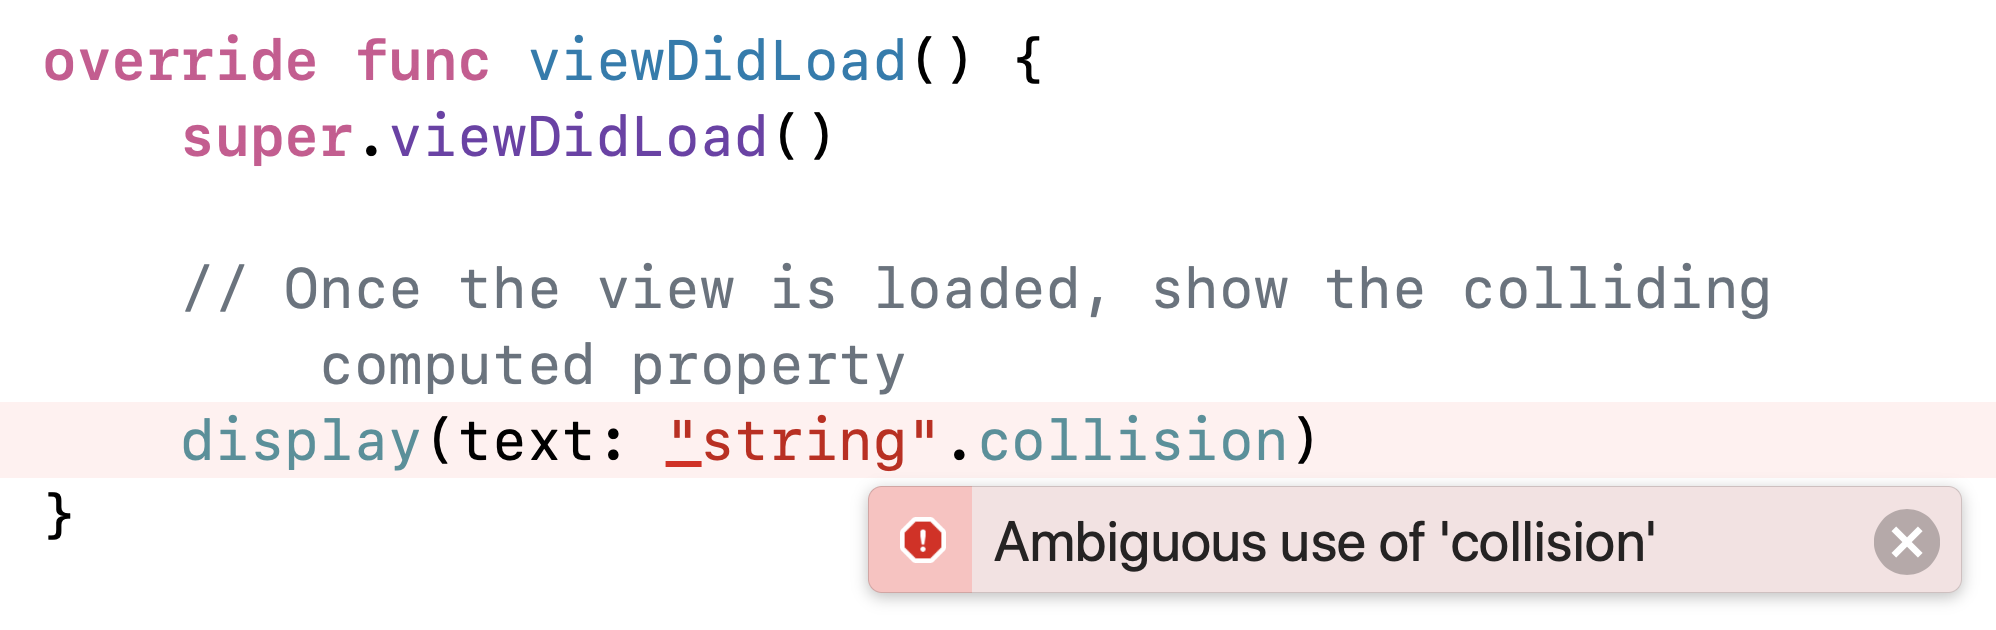 override func viewDidLoad() {
super.viewDidLoad()
// Once the view is loaded, show the colliding
computed property
display(text: "string".collision)
}
Ambiguous use of 'collision'